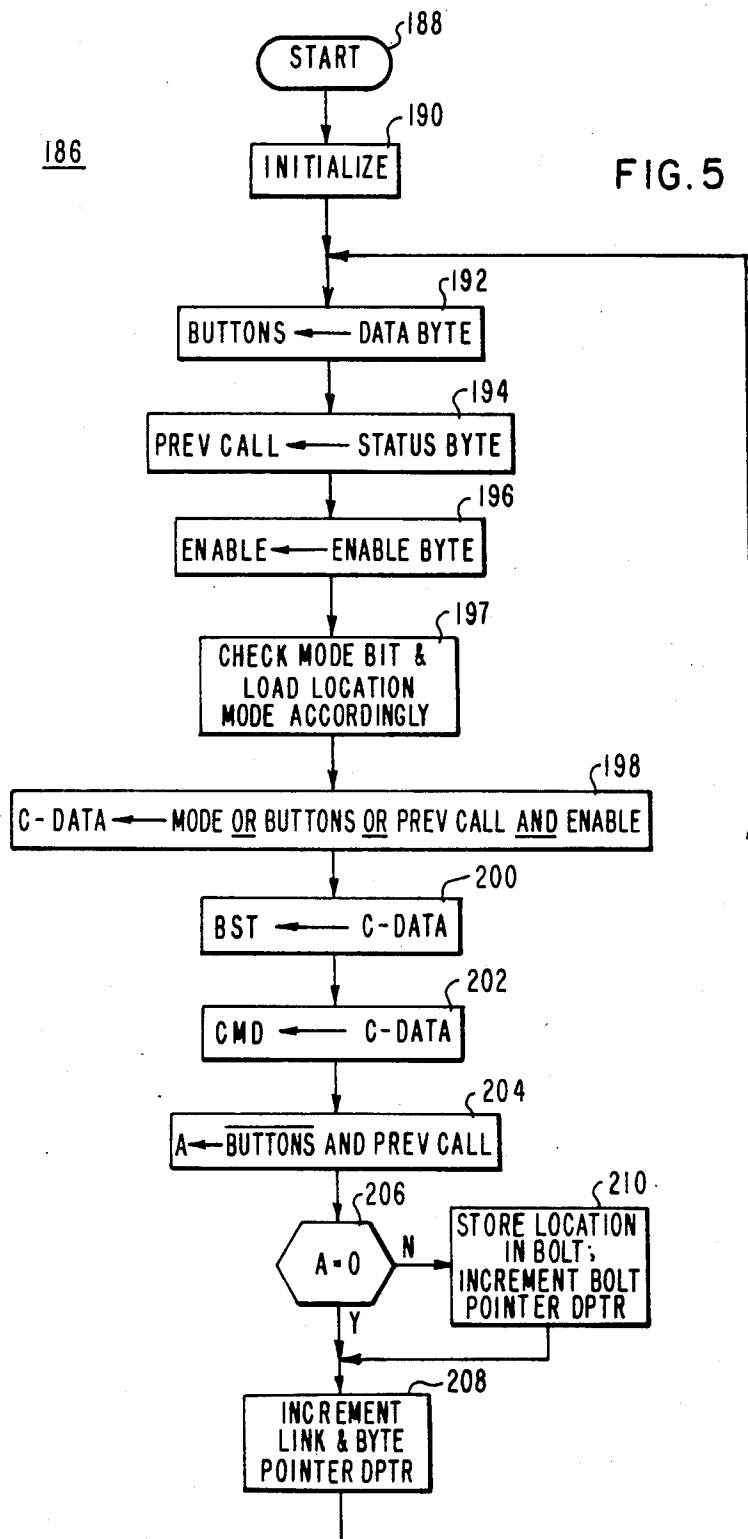 188
START
190
186
INITIALIZE
FIG. 5
192
BUTTONS ← DATA BYTE
194
PREV CALL ← STATUS BYTE
196
ENABLE ← ENABLE BYTE
197
CHECK MODE BIT &
LOAD LOCATION
MODE ACCORDINGLY
198
C-DATA ← MODE OR BUTTONS OR PREV CALL AND ENABLE
200
BST ← C-DATA
202
CMD ← C-DATA
204
A ← B̅U̅T̅T̅O̅N̅S̅ AND PREV CALL
206
A = 0
N
Y
210
STORE LOCATION
IN BOLT;
INCREMENT BOLT
POINTER DPTR
208
INCREMENT
LINK & BYTE
POINTER DPTR